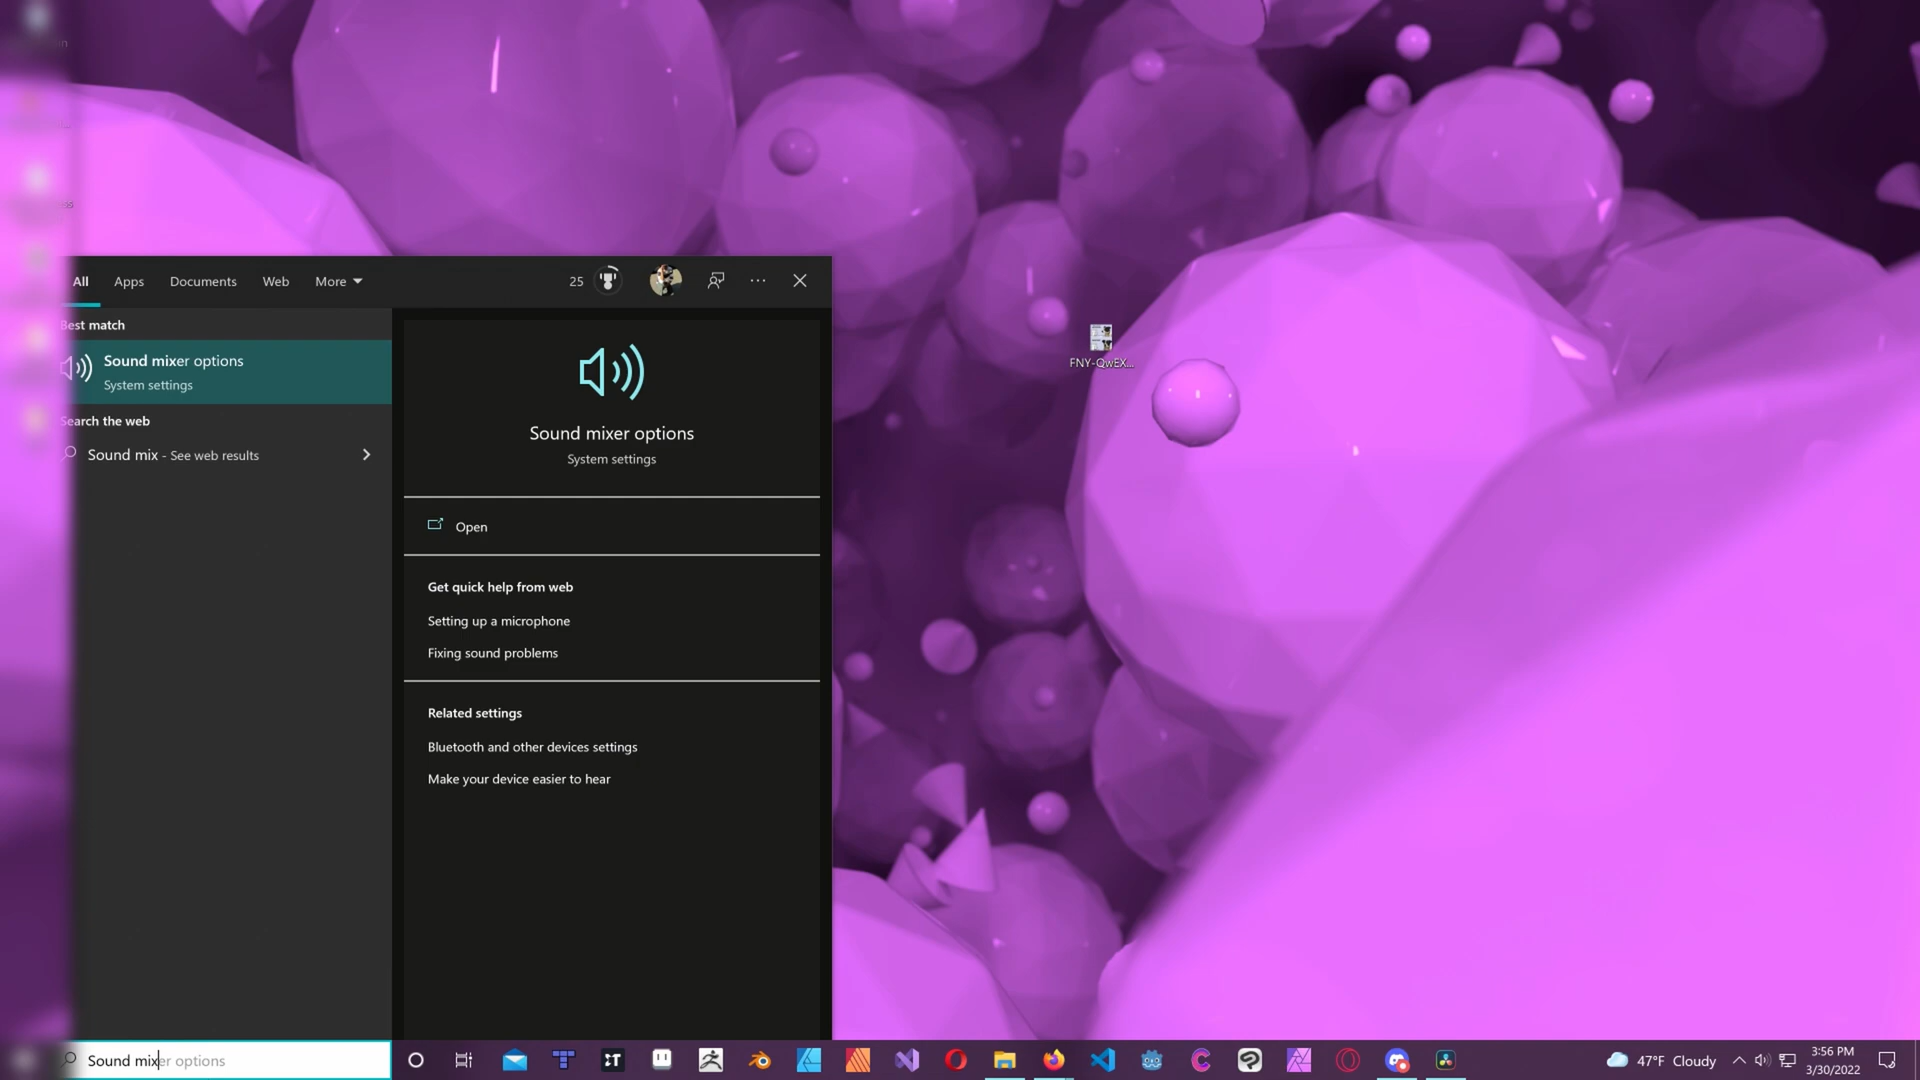 All Apps Documents Web More 25
Best match
Sound mixer options
System settings
Search the web
Sound mix - See web results
Sound mixer options
System settings
Open
Get quick help from web
Setting up a microphone
Fixing sound problems
Related settings
Bluetooth and other devices settings
Make your device easier to hear
FNY-QwEX...
Sound mixer options
47°F Cloudy
3:56 PM
3/30/2022